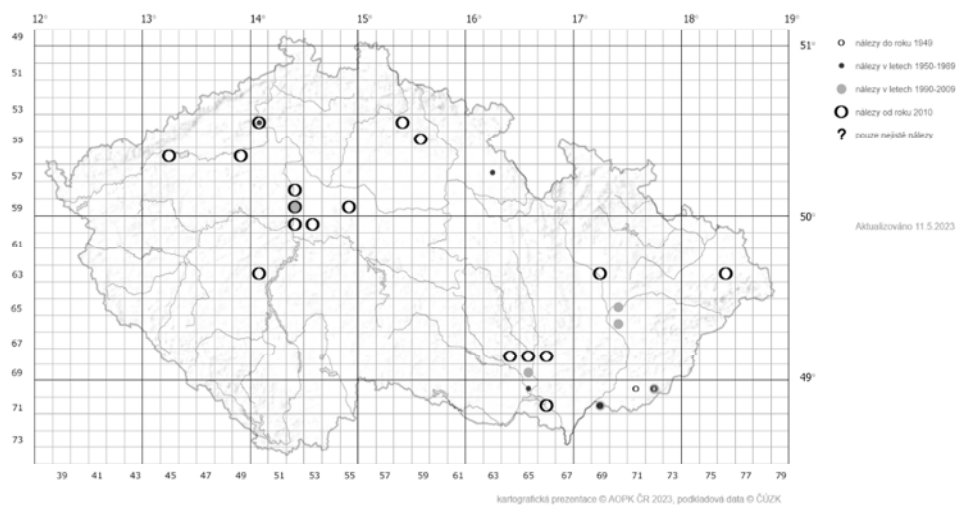 12° 13° 14° 15° 16° 17° 18° 19°
49 51°
51
53
55
57
59 50°
61
63
65
67
69 49°
71
73
39 41 43 45 47 49 51 53 55 57 59 61 63 65 67 69 71 73 75 77 79
nálezy do roku 1949
nálezy v letech 1950-1989
nálezy v letech 1990-2009
nálezy od roku 2010
? pouze nejisté nálezy
Aktualizováno 11.5.2023
kartografická prezentace © AOPK ČR 2023, podkladová data © ČÚZK